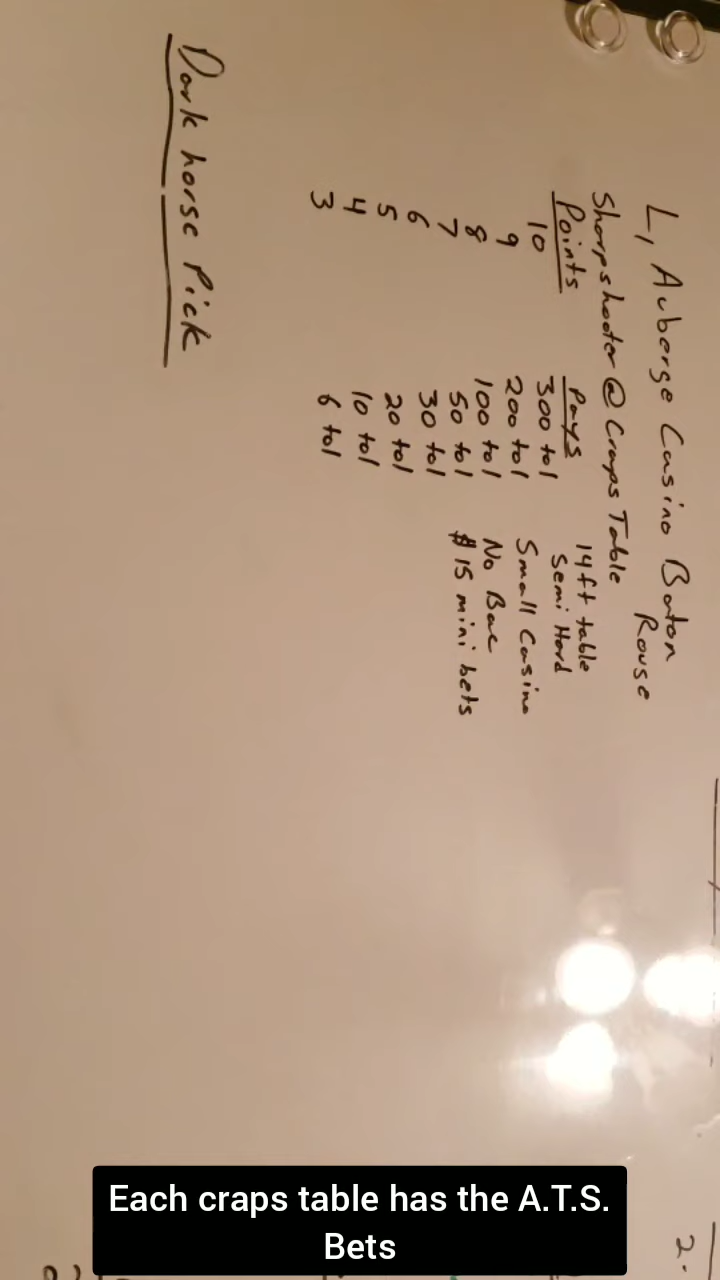 L, Auberge Casino Baton
Rouse
Sharpshooter @ Craps Table
Points Pays 14ft table
10 300 to 1 Semi Hard
9 200 to 1 Small Casino
8 100 to 1 No Bac
7 50 to 1 $15 mini bets
6 30 to 1
5 20 to 1
4 10 to 1
3 6 to 1
Dark horse Pick
2.
Each craps table has the A.T.S.
Bets